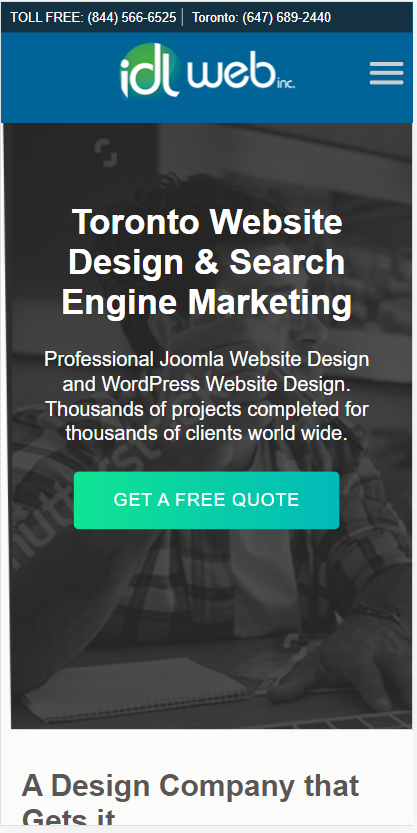 TOLL FREE: (844) 566-6525 | Toronto: (647) 689-2440
idl web inc.
Toronto Website
Design & Search
Engine Marketing
Professional Joomla Website Design
and WordPress Website Design.
Thousands of projects completed for
thousands of clients world wide.
GET A FREE QUOTE
A Design Company that
Gets it